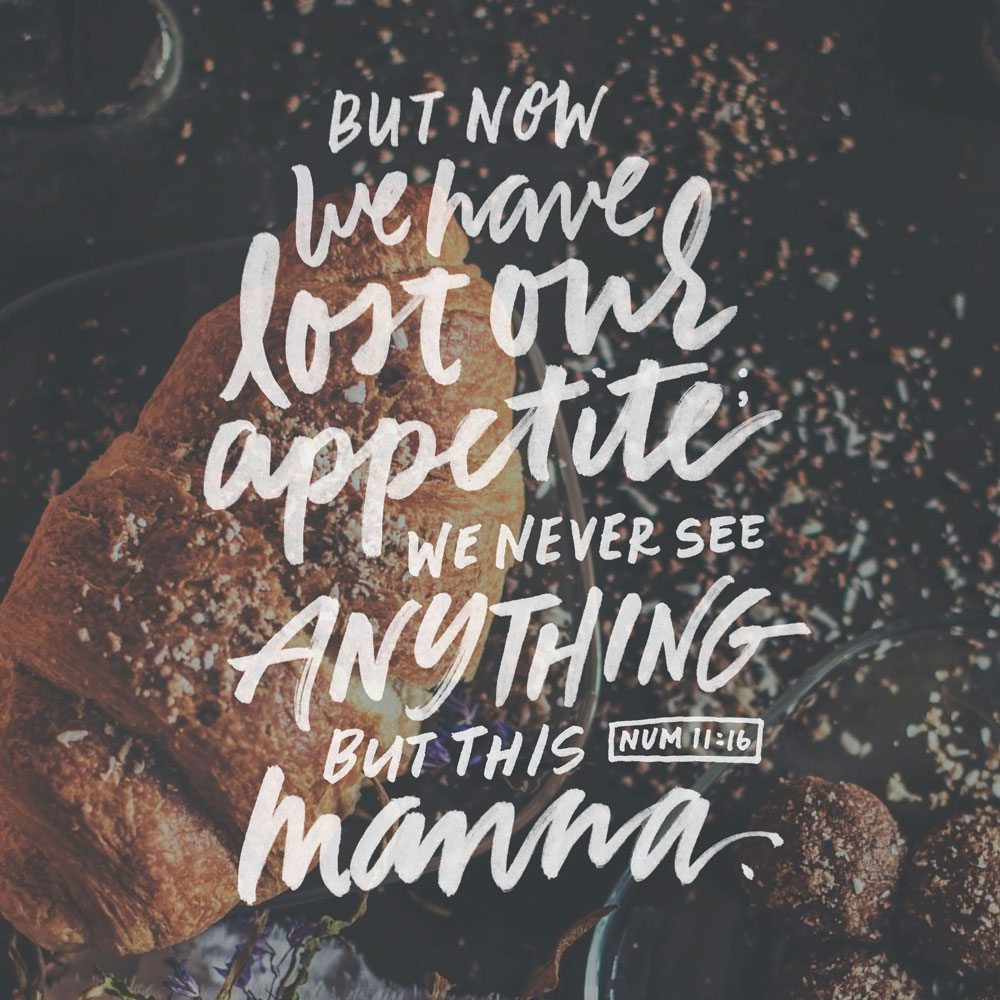 BUT NOW
we have
lost our
appetite;
WE NEVER SEE
ANYTHING
BUT THIS NUM 11:16
manna.